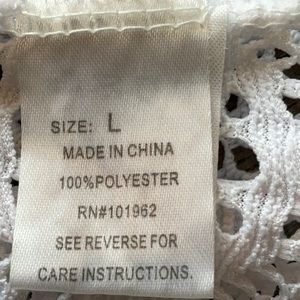 SIZE: L
MADE IN CHINA
100%POLYESTER
RN#101962
SEE REVERSE FOR
CARE INSTRUCTIONS.